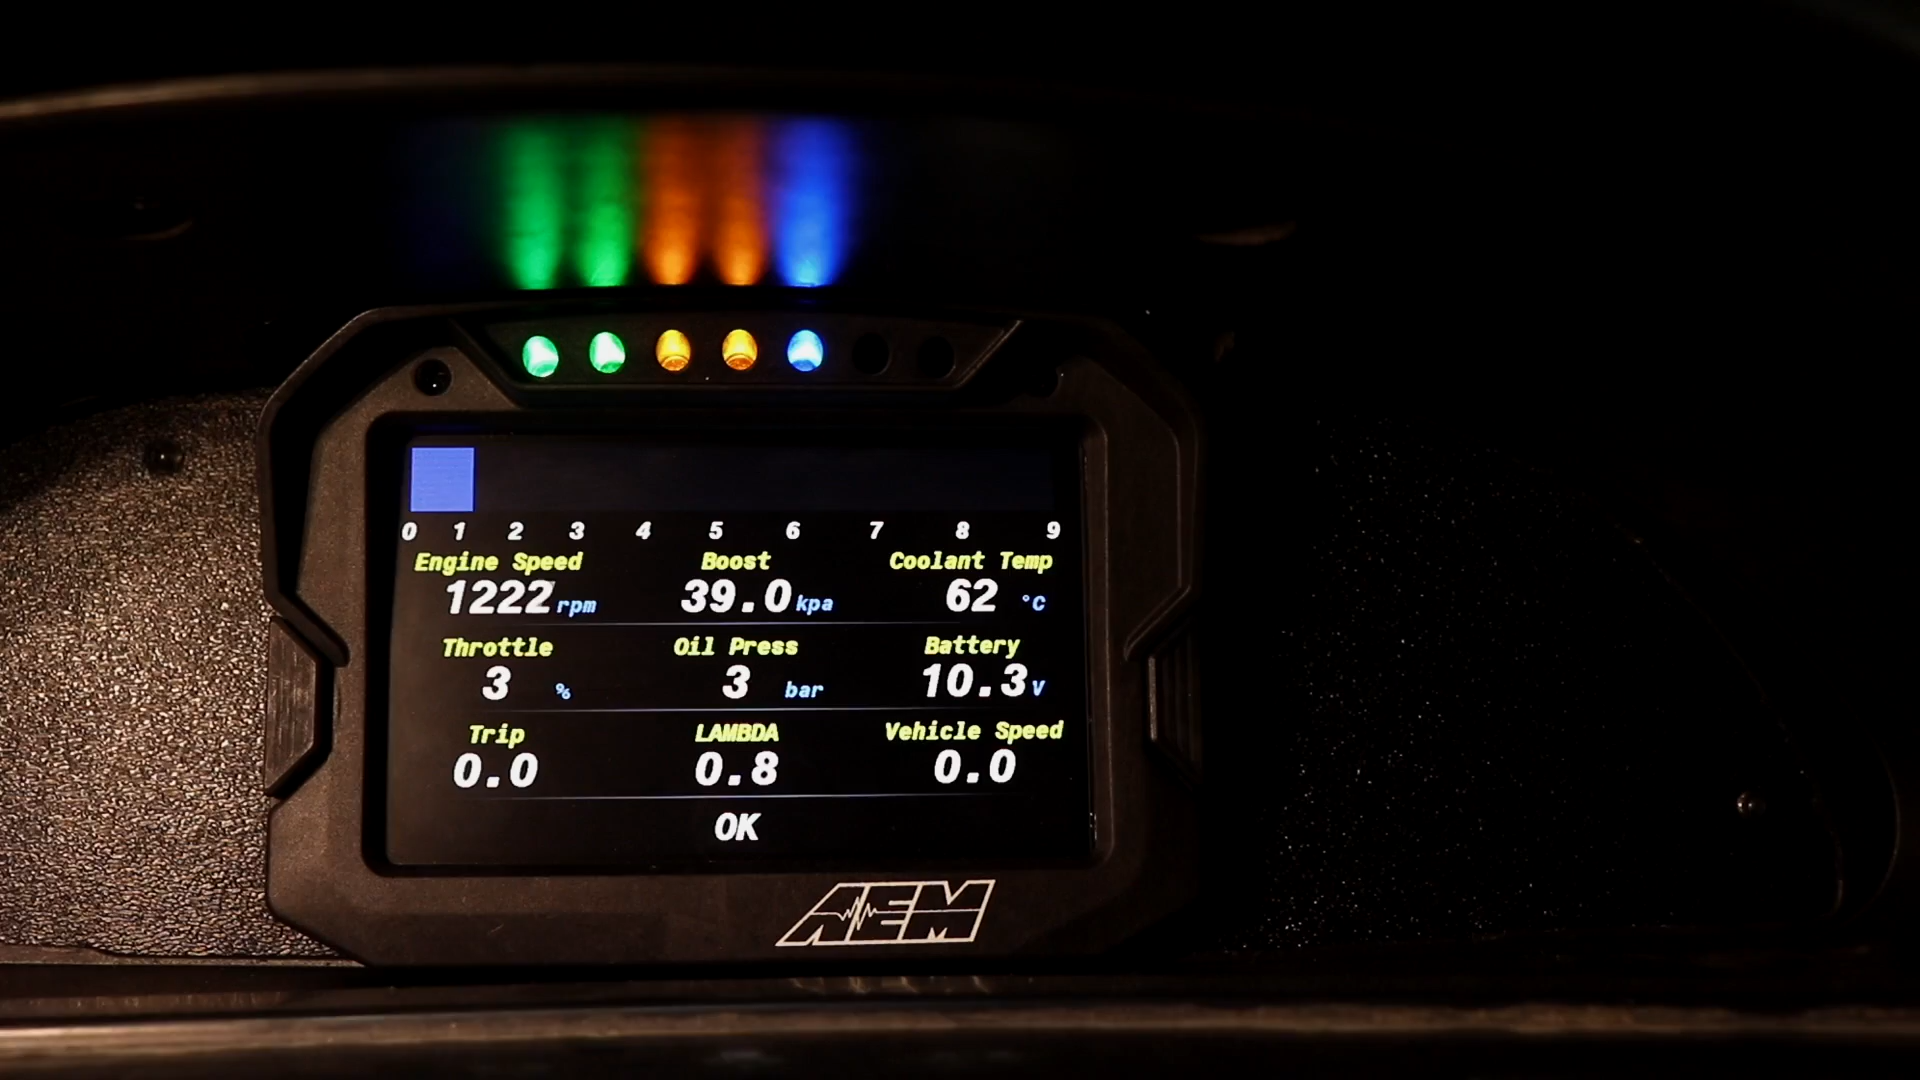 0 1 2 3 4 5 6 7 8 9
Engine Speed Boost Coolant Temp
1222 rpm 39.0 kpa 62 °C
Throttle Oil Press Battery
3 % 3 bar 10.3 V
Trip LAMBDA Vehicle Speed
0.0 0.8 0.0
OK
AEM